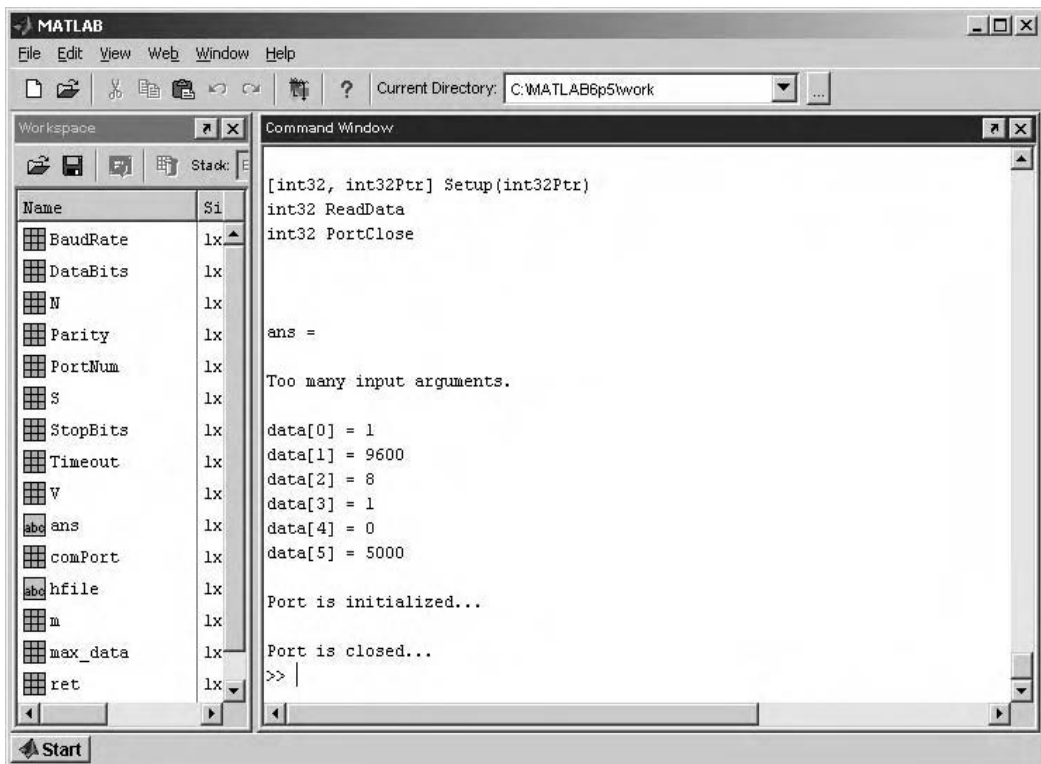 MATLAB
File Edit View Web Window Help
? Current Directory: C:\MATLAB6p5\work ...
Workspace
Stack:
Name Si
BaudRate 1x
DataBits 1x
N 1x
Parity 1x
PortNum 1x
S 1x
StopBits 1x
Timeout 1x
V 1x
abc ans 1x
comPort 1x
abc hfile 1x
m 1x
max_data 1x
ret 1x
Command Window
[int32, int32Ptr] Setup(int32Ptr)
int32 ReadData
int32 PortClose
ans =
Too many input arguments.
data[0] = 1
data[1] = 9600
data[2] = 8
data[3] = 1
data[4] = 0
data[5] = 5000
Port is initialized...
Port is closed...
>>
Start